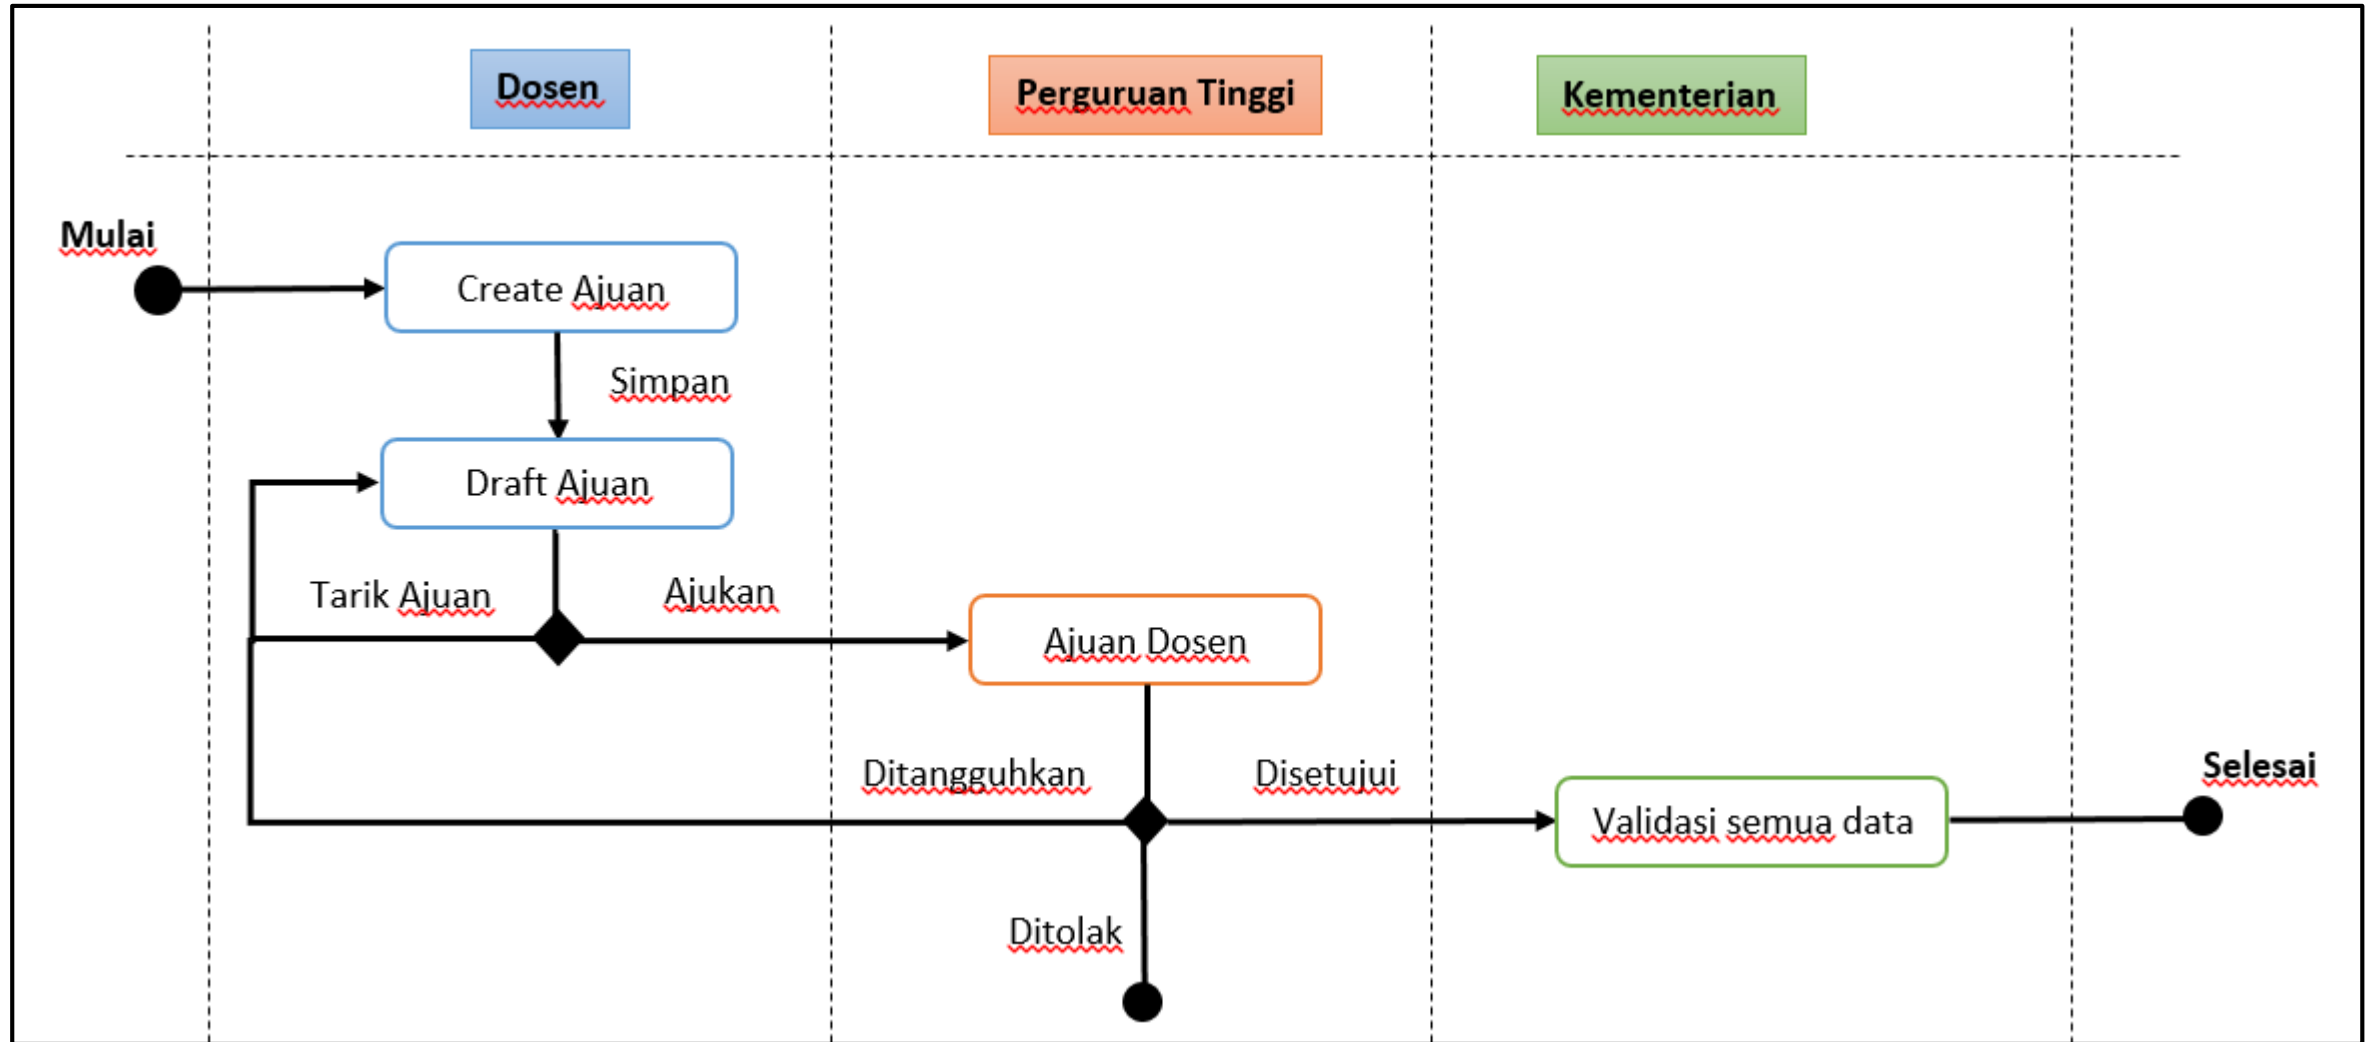 Dosen
Perguruan Tinggi
Kementerian
Mulai
Create Ajuan
Simpan
Draft Ajuan
Tarik Ajuan
Ajukan
Ajuan Dosen
Ditangguhkan
Disetujui
Selesai
Validasi semua data
Ditolak